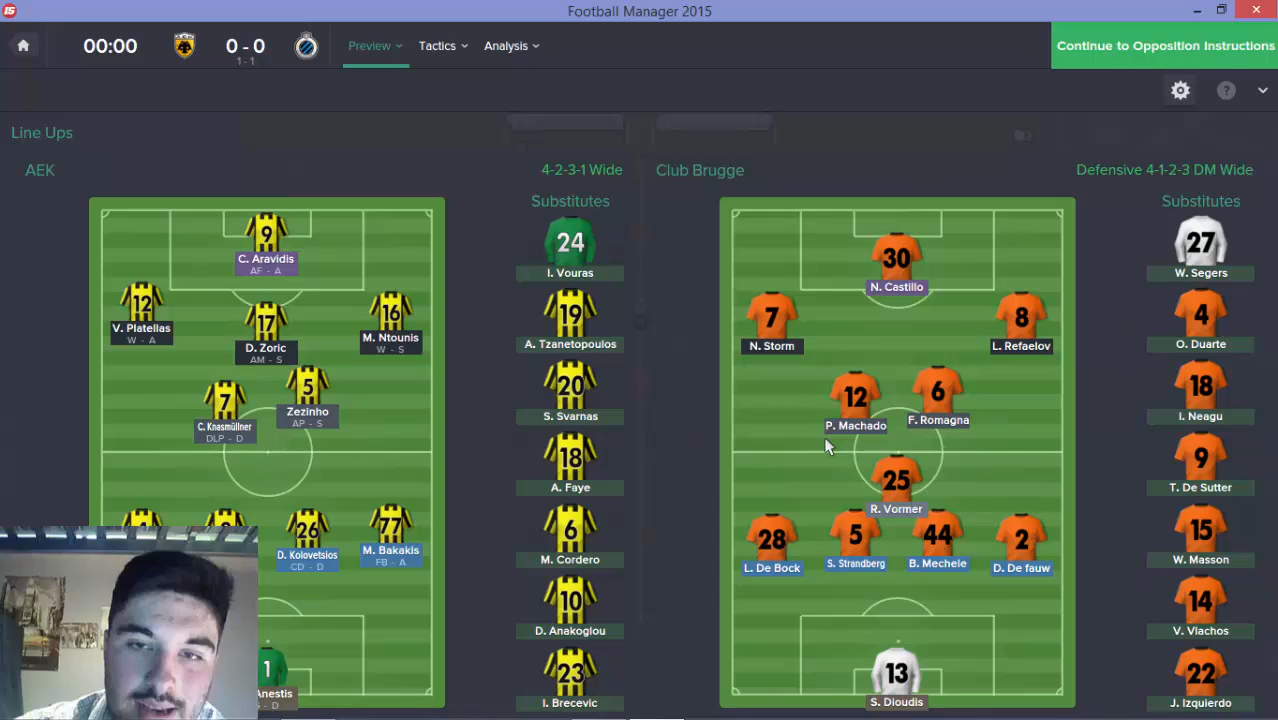 15
Football Manager 2015
00:00
0 - 0
1 - 1
Preview
Tactics
Analysis
Continue to Opposition Instructions
?
Line Ups
AEK
4-2-3-1 Wide
Club Brugge
Defensive 4-1-2-3 DM Wide
Substitutes
9
C. Aravidis
AF - A
12
V. Platellas
W - A
17
D. Zoric
AM - S
16
M. Ntounis
W - S
7
C. Knasmüllner
DLP - D
5
Zezinho
AP - S
26
D. Kolovetsios
CD - D
77
M. Bakakis
FB - A
1
Anestis
D
24
I. Vouras
19
A. Tzanetopoulos
20
S. Svarnas
18
A. Faye
6
M. Cordero
10
D. Anakoglou
23
I. Brecevic
30
N. Castillo
7
N. Storm
8
L. Refaelov
12
P. Machado
6
F. Romagna
25
R. Vormer
28
L. De Bock
5
S. Strandberg
44
B. Mechele
2
D. De fauw
13
S. Dioudis
Substitutes
27
W. Segers
4
O. Duarte
18
I. Neagu
9
T. De Sutter
15
W. Masson
14
V. Vlachos
22
J. Izquierdo